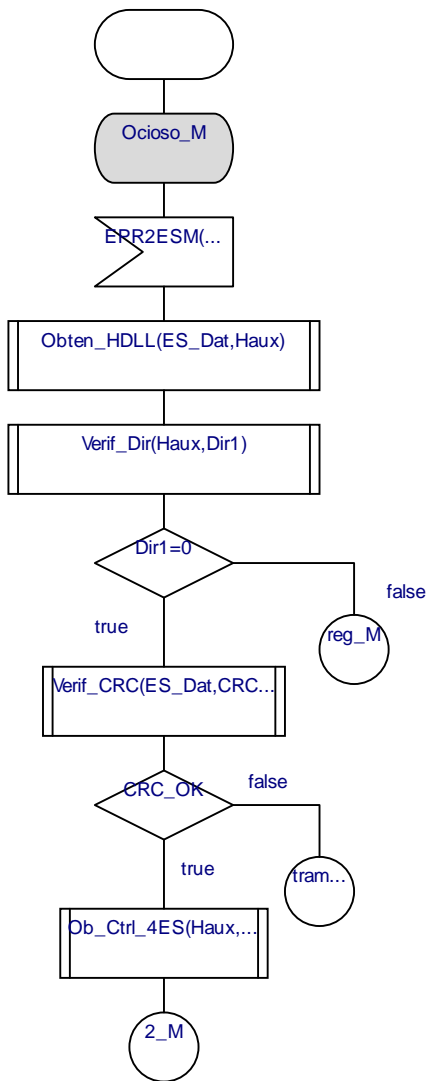 Ocioso_M
EPR2ESM(...
Obten_HDLL(ES_Dat,Haux)
Verif_Dir(Haux,Dir1)
Dir1=0
false
true
reg_M
Verif_CRC(ES_Dat,CRC...
CRC_OK
false
true
tram...
Ob_Ctrl_4ES(Haux,...
2_M